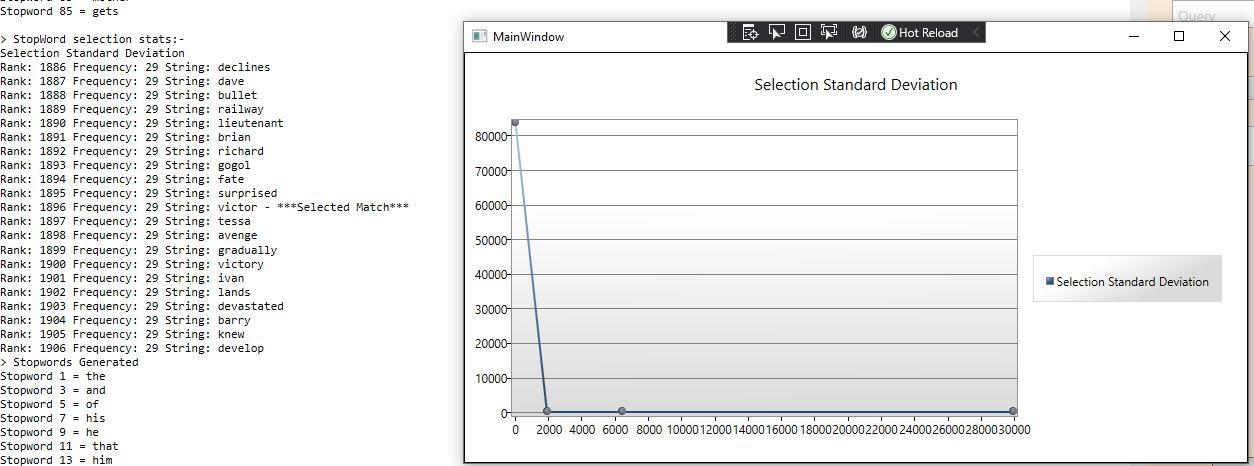 Stopword 85 = gets
> StopWord selection stats:-
Selection Standard Deviation
Rank: 1886 Frequency: 29 String: declines
Rank: 1887 Frequency: 29 String: dave
Rank: 1888 Frequency: 29 String: bullet
Rank: 1889 Frequency: 29 String: railway
Rank: 1890 Frequency: 29 String: lieutenant
Rank: 1891 Frequency: 29 String: brian
Rank: 1892 Frequency: 29 String: richard
Rank: 1893 Frequency: 29 String: gogol
Rank: 1894 Frequency: 29 String: fate
Rank: 1895 Frequency: 29 String: surprised
Rank: 1896 Frequency: 29 String: victor - ***Selected Match***
Rank: 1897 Frequency: 29 String: tessa
Rank: 1898 Frequency: 29 String: avenge
Rank: 1899 Frequency: 29 String: gradually
Rank: 1900 Frequency: 29 String: victory
Rank: 1901 Frequency: 29 String: ivan
Rank: 1902 Frequency: 29 String: lands
Rank: 1903 Frequency: 29 String: devastated
Rank: 1904 Frequency: 29 String: barry
Rank: 1905 Frequency: 29 String: knew
Rank: 1906 Frequency: 29 String: develop
> Stopwords Generated
Stopword 1 = the
Stopword 3 = and
Stopword 5 = of
Stopword 7 = his
Stopword 9 = he
Stopword 11 = that
Stopword 13 = him
Query
MainWindow
Hot Reload
Selection Standard Deviation
80000
70000
60000
50000
40000
30000
20000
10000
0
0 2000 4000 6000 8000 10000 12000 14000 16000 18000 20000 22000 24000 26000 28000 30000
Selection Standard Deviation